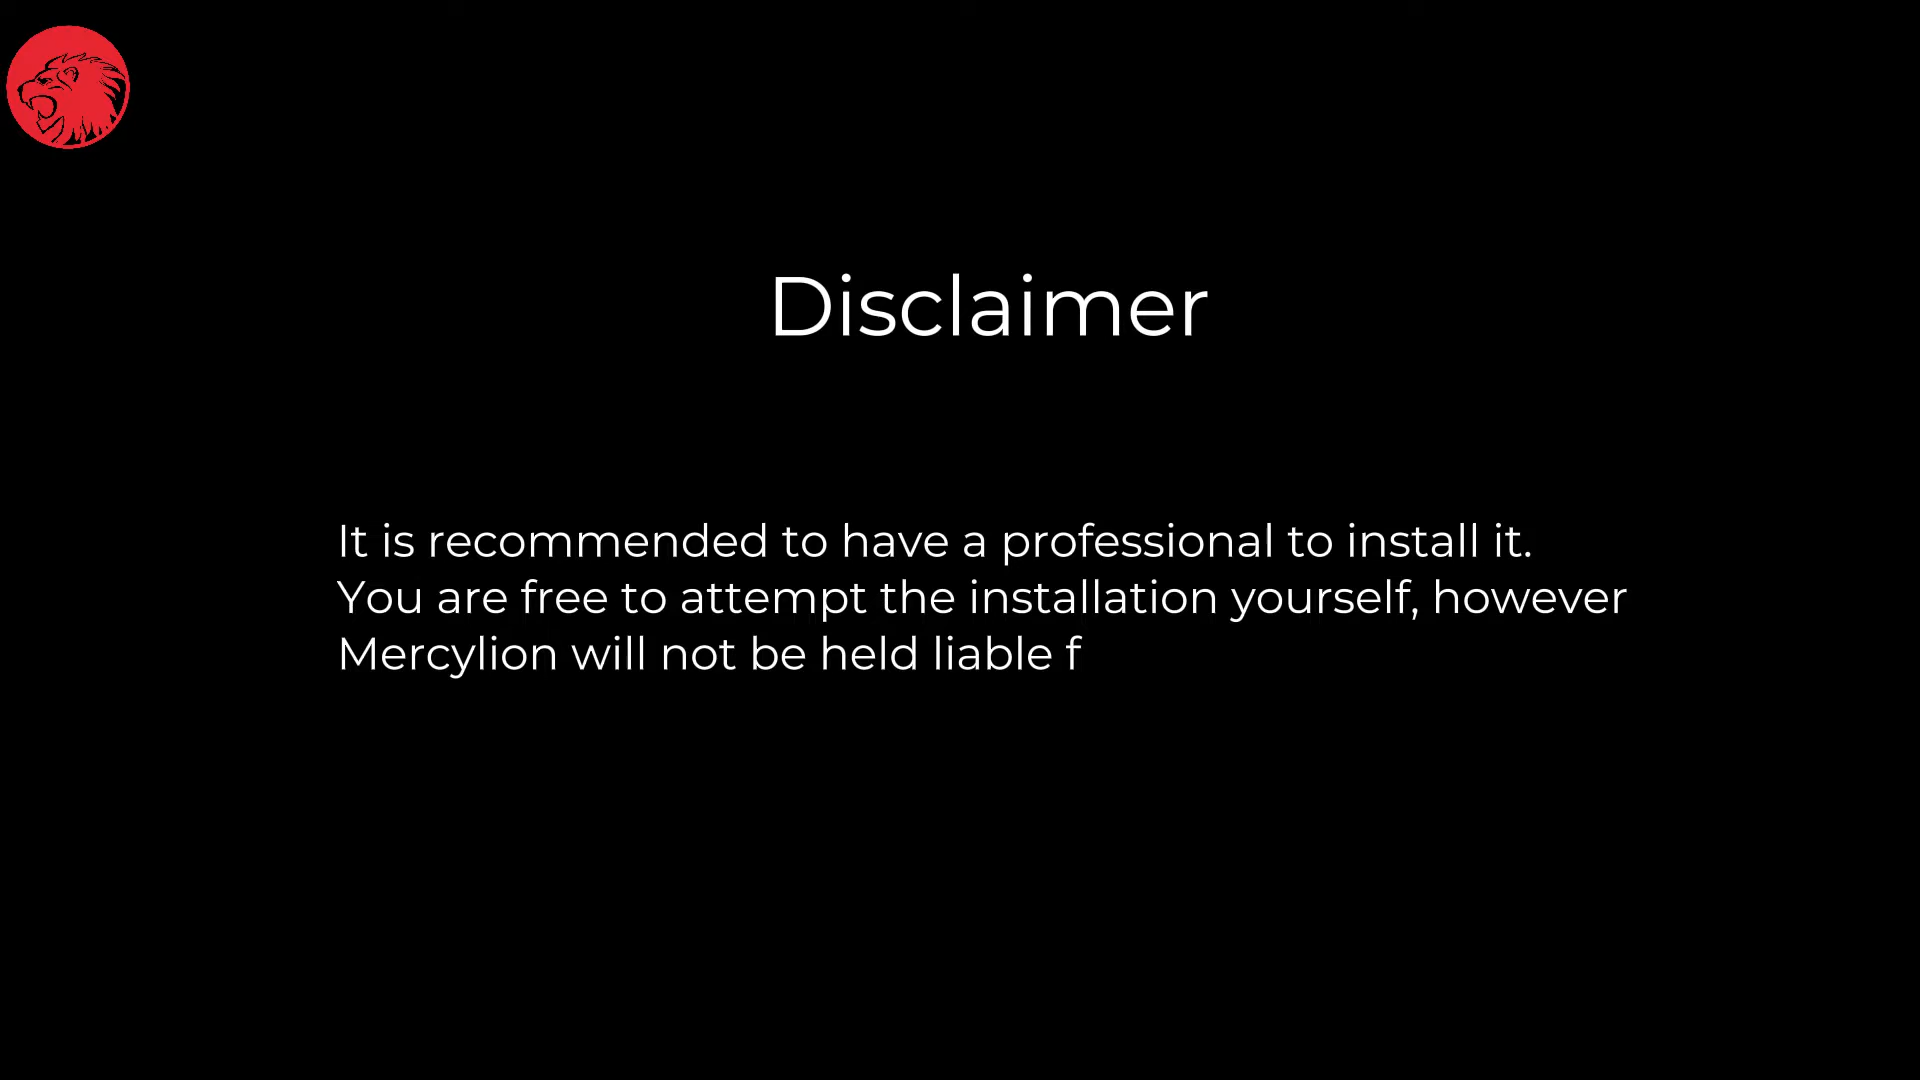 Disclaimer
It is recommended to have a professional to install it.
You are free to attempt the installation yourself, however
Mercylion will not be held liable f